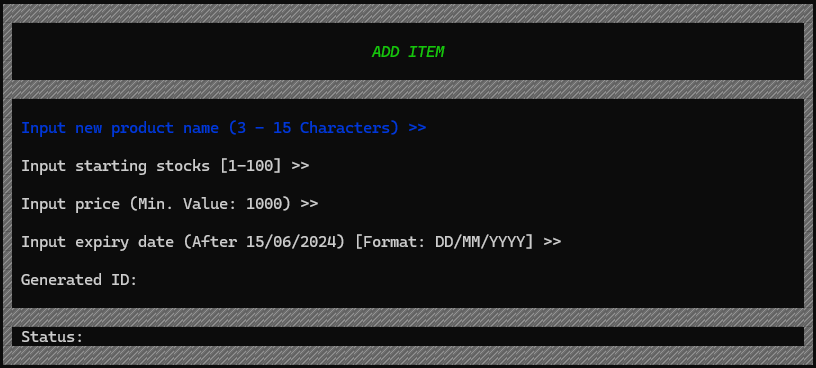 ADD ITEM
Input new product name (3 - 15 Characters) >>
Input starting stocks [1-100] >>
Input price (Min. Value: 1000) >>
Input expiry date (After 15/06/2024) [Format: DD/MM/YYYY] >>
Generated ID:
Status: